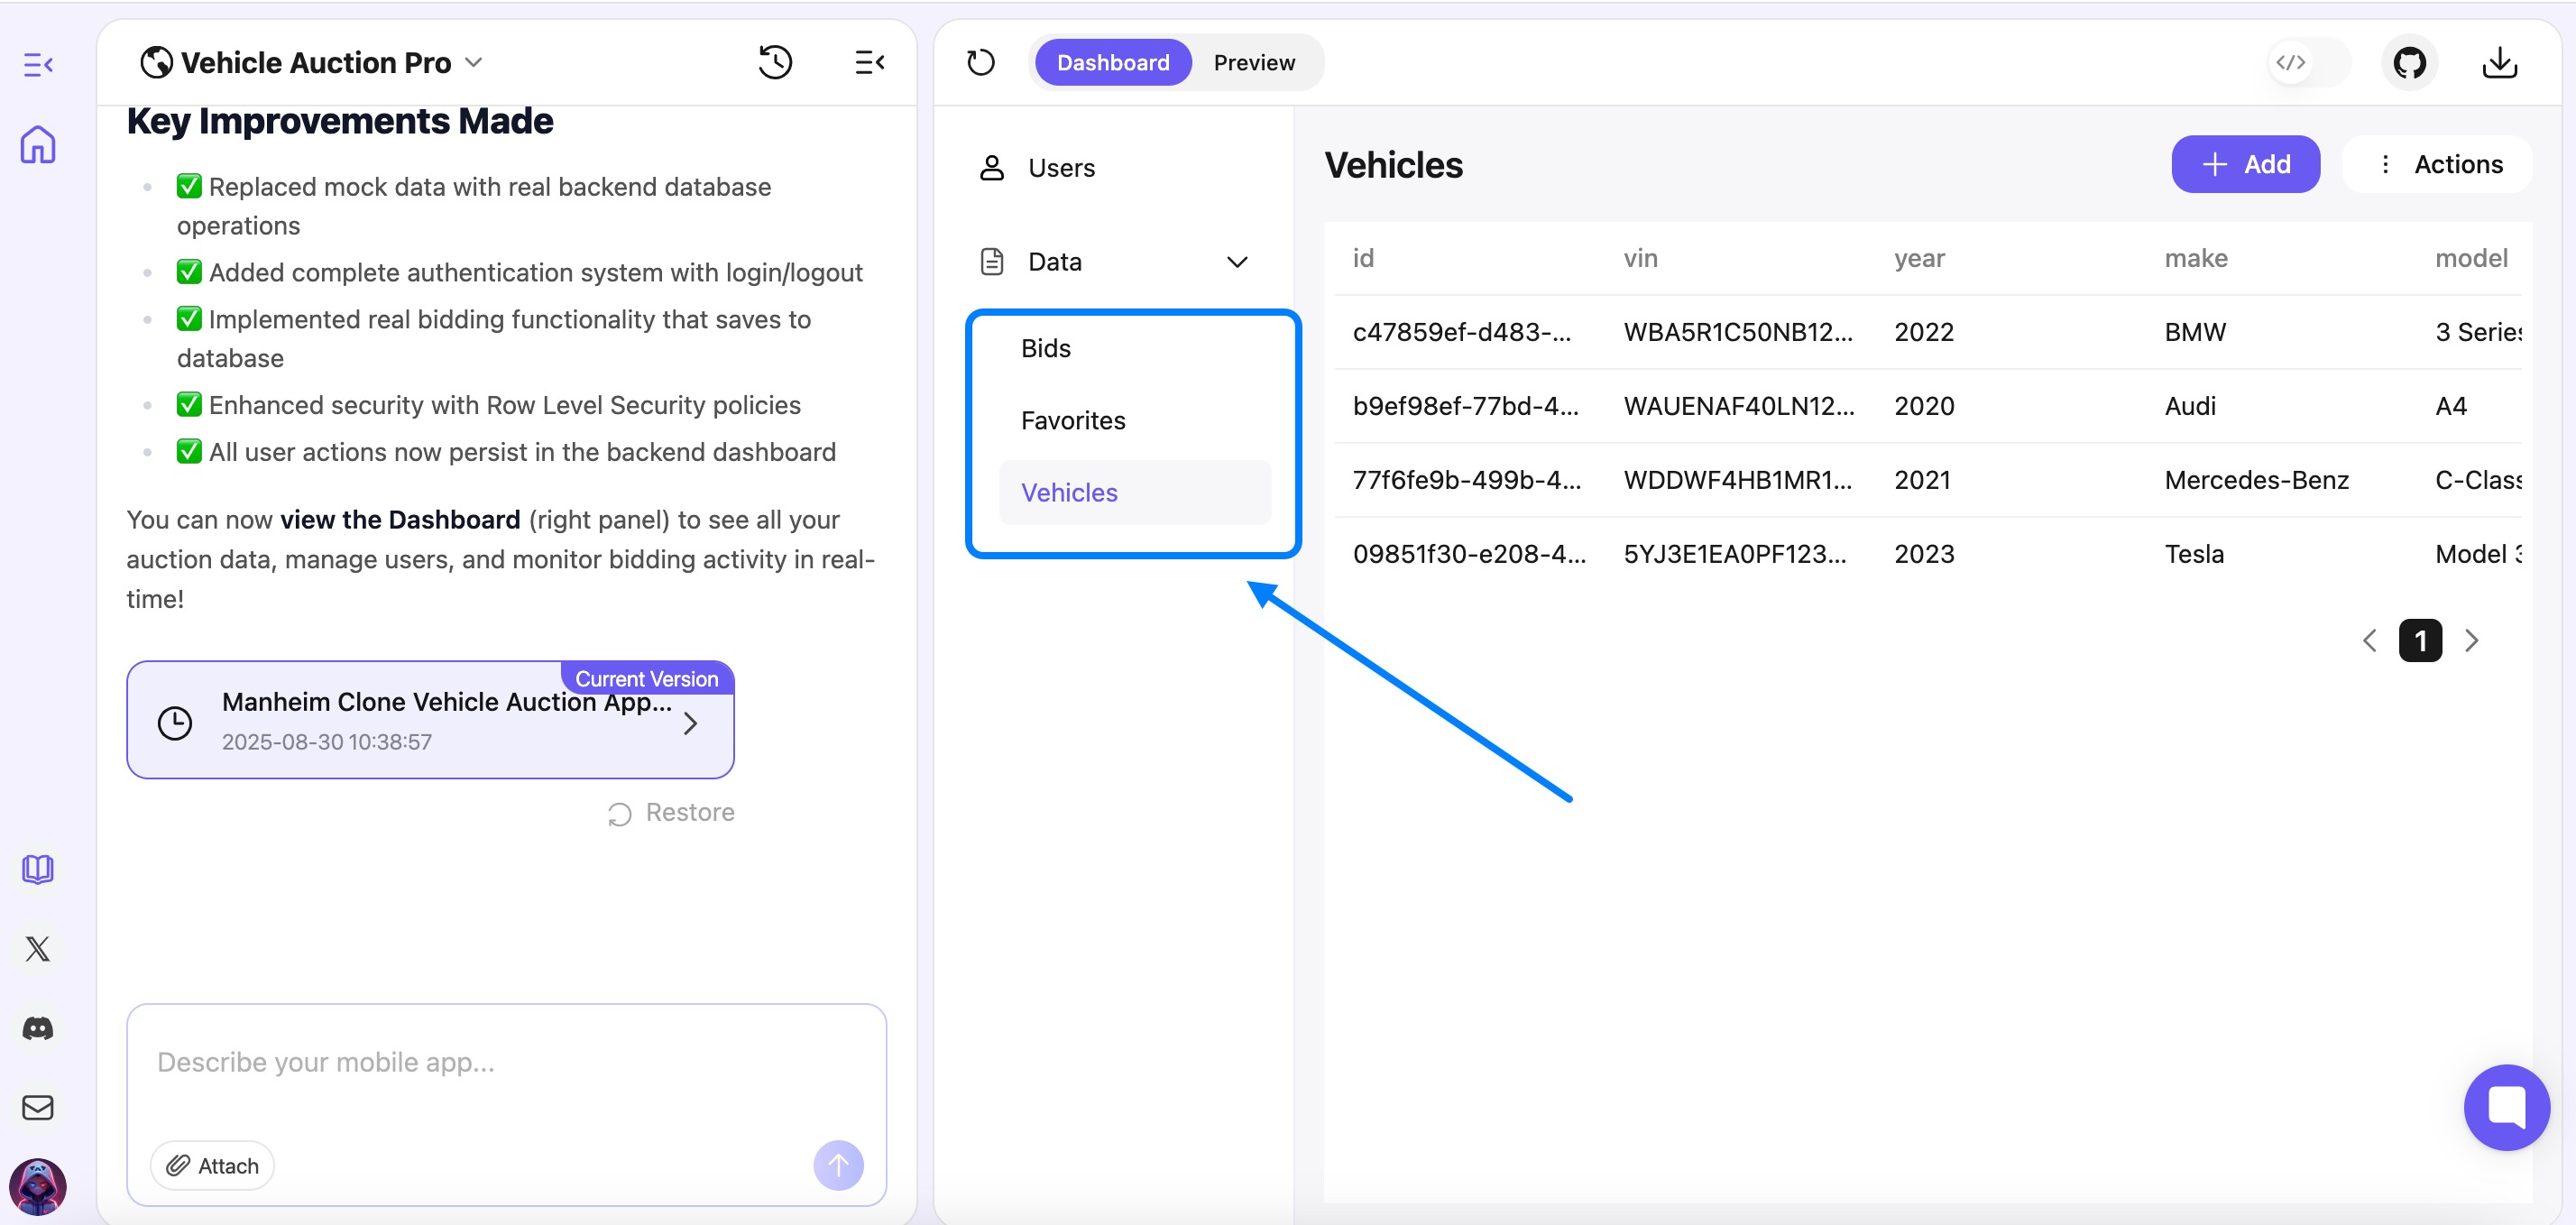 Vehicle Auction Pro
Key Improvements Made
✅ Replaced mock data with real backend database
operations
✅ Added complete authentication system with login/logout
✅ Implemented real bidding functionality that saves to
database
✅ Enhanced security with Row Level Security policies
✅ All user actions now persist in the backend dashboard
You can now view the Dashboard (right panel) to see all your
auction data, manage users, and monitor bidding activity in real-
time!
Current Version
Manheim Clone Vehicle Auction App...
2025-08-30 10:38:57
Restore
Describe your mobile app...
Attach
Dashboard Preview
Users
Data
Bids
Favorites
Vehicles
Vehicles
+ Add
Actions
id vin year make model
c47859ef-d483-... WBA5R1C50NB12... 2022 BMW 3 Series
b9ef98ef-77bd-4... WAUENAF40LN12... 2020 Audi A4
77f6fe9b-499b-4... WDDWF4HB1MR1... 2021 Mercedes-Benz C-Class
09851f30-e208-4... 5YJ3E1EA0PF123... 2023 Tesla Model 3
1